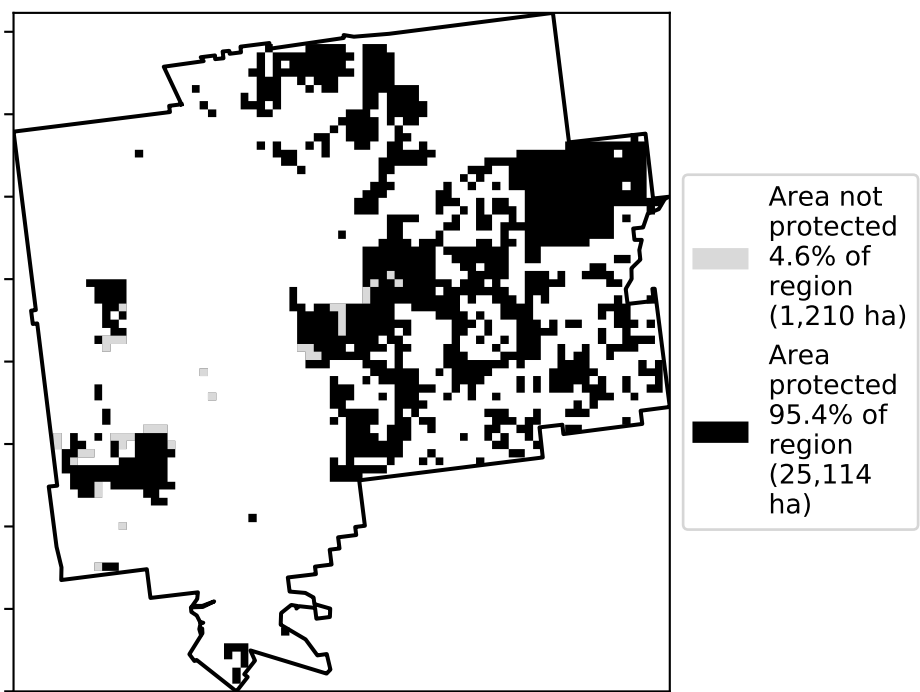 Area not
protected
4.6% of
region
(1,210 ha)
Area
protected
95.4% of
region
(25,114
ha)